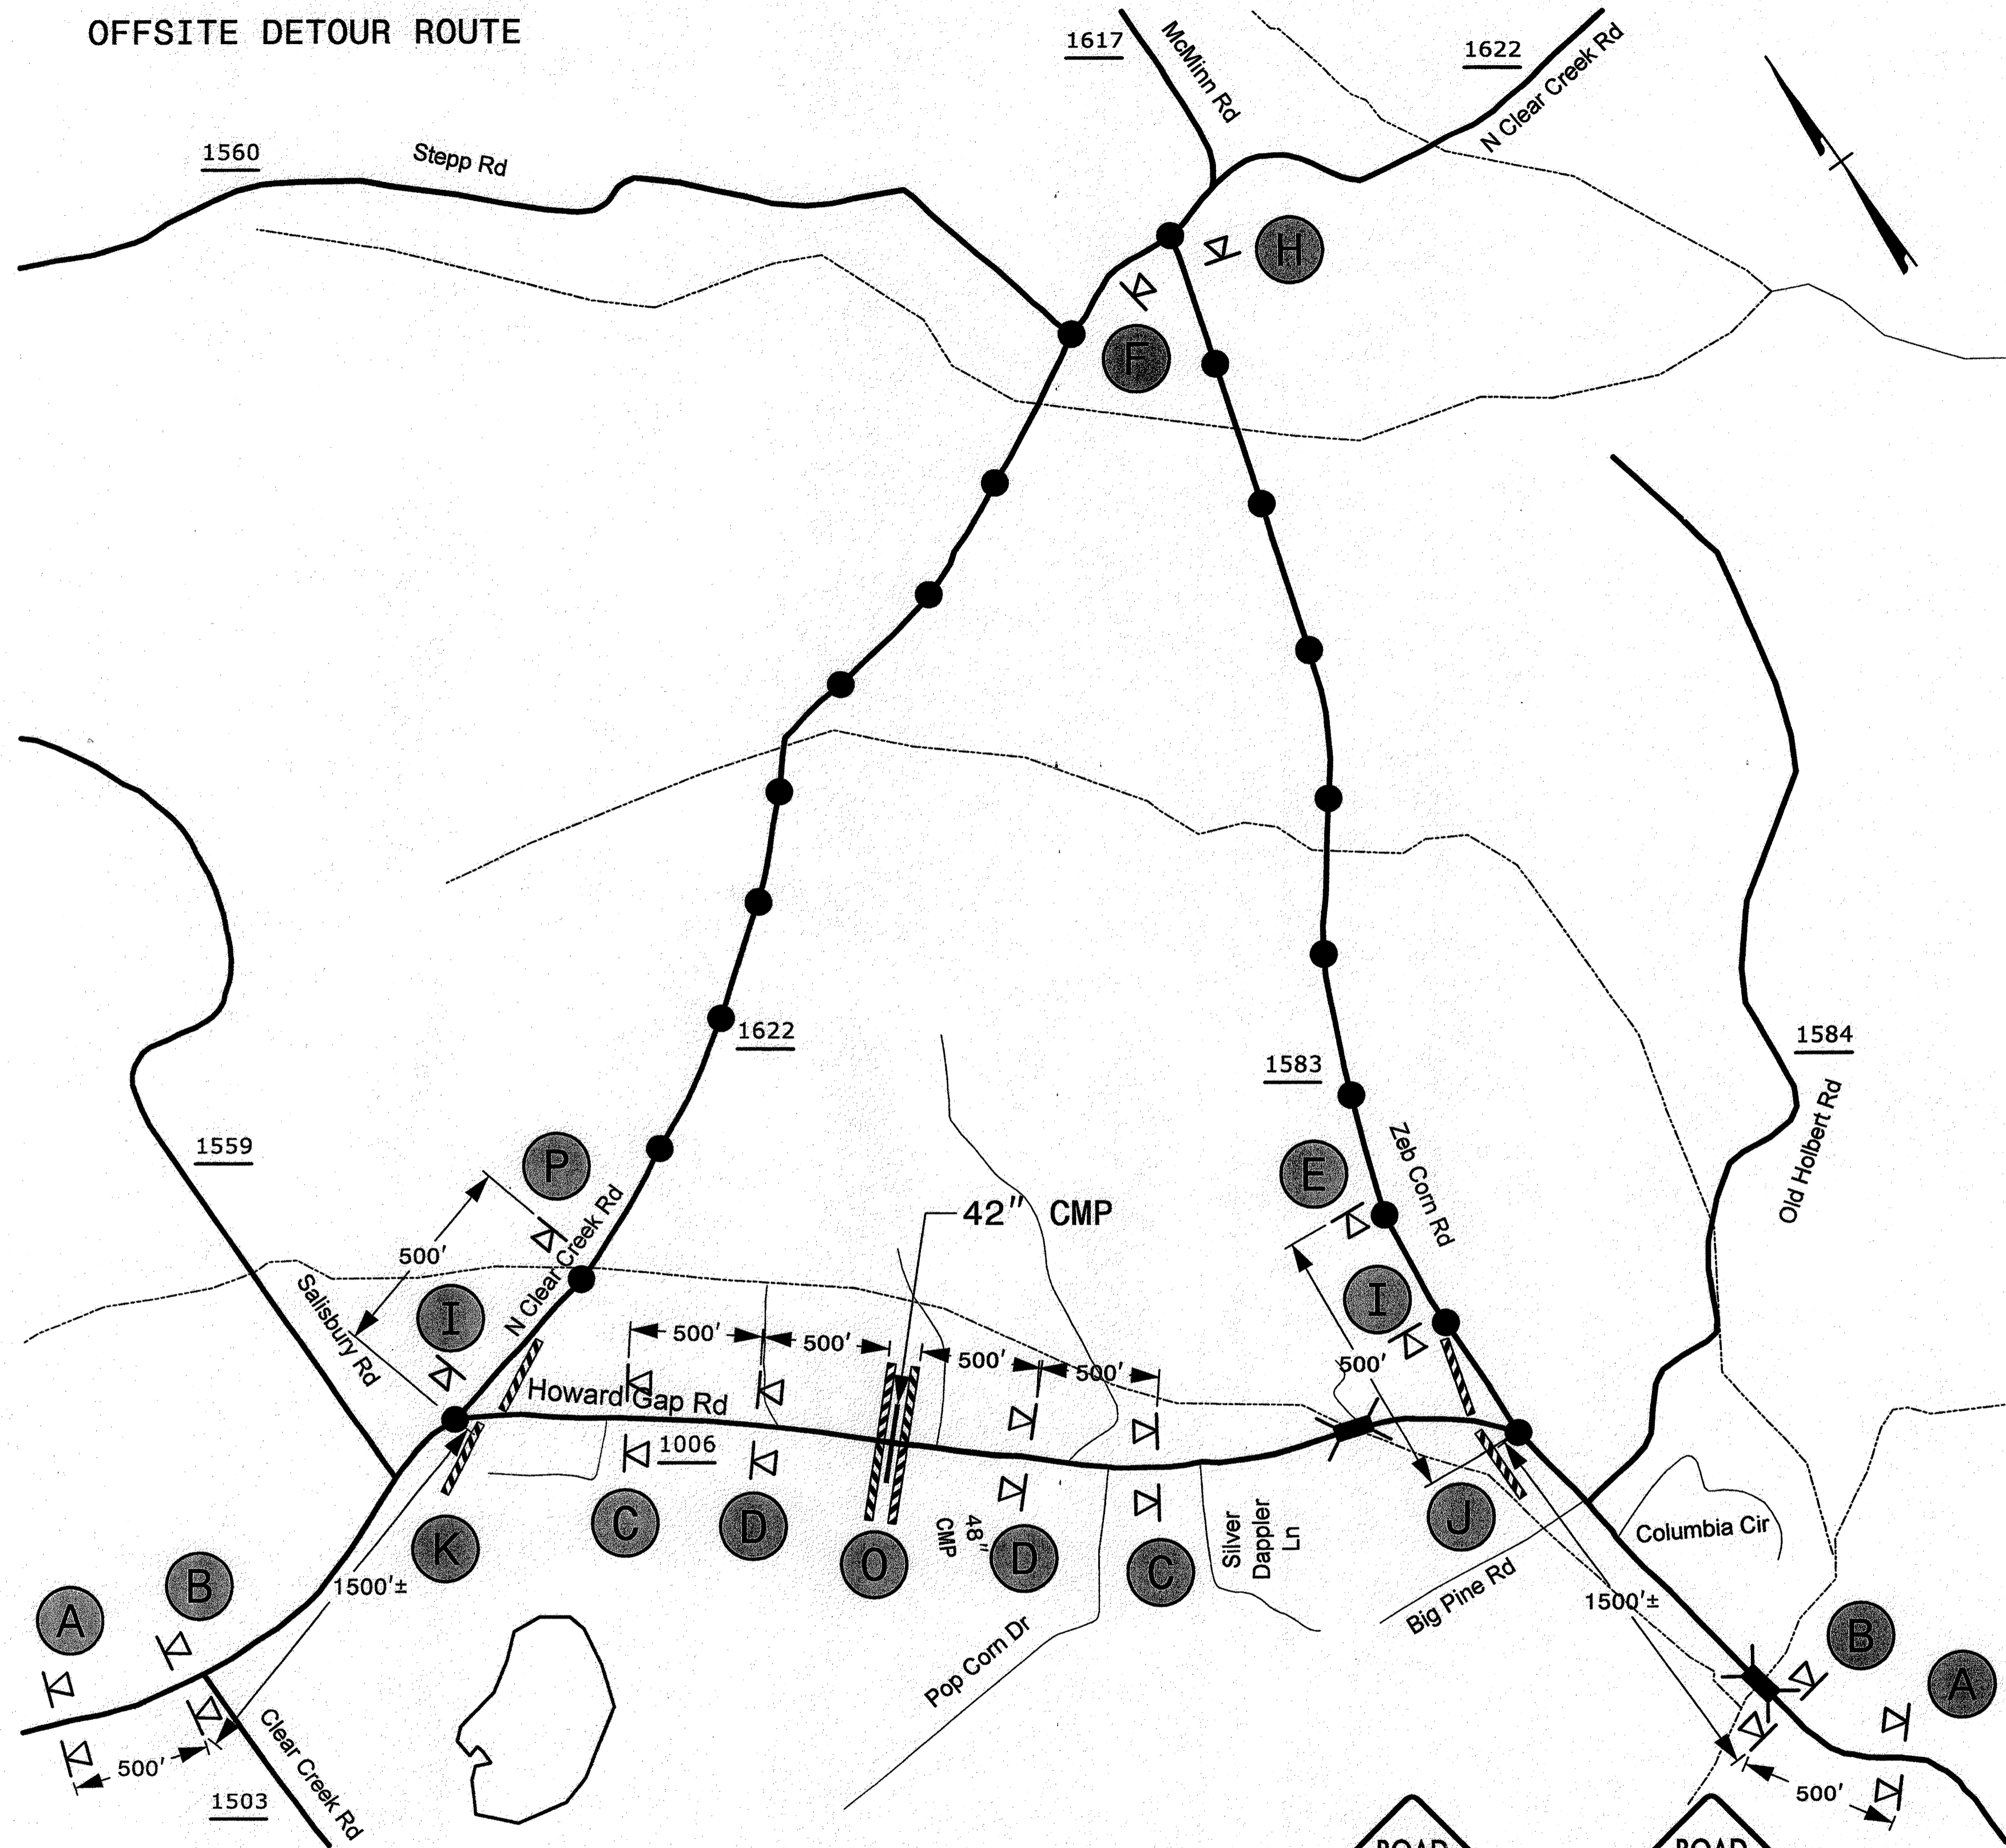 OFFSITE DETOUR ROUTE
1617
McMinn Rd
1622
N Clear Creek Rd
1560
Stepp Rd
H
F
1622
1583
1584
Old Holbert Rd
1559
P
E
Zeb Corn Rd
42" CMP
500'
N Clear Creek Rd
I
I
Salisbury Rd
500'
500'
500'
500'
500'
Howard Gap Rd
1006
C
D
O
48"
CMP
D
C
Silver
Dappler
Ln
J
Columbia Cir
Big Pine Rd
K
1500'±
1500'±
B
A
B
A
Pop Corn Dr
500'
Clear Creek Rd
1503
500'
ROAD
ROAD